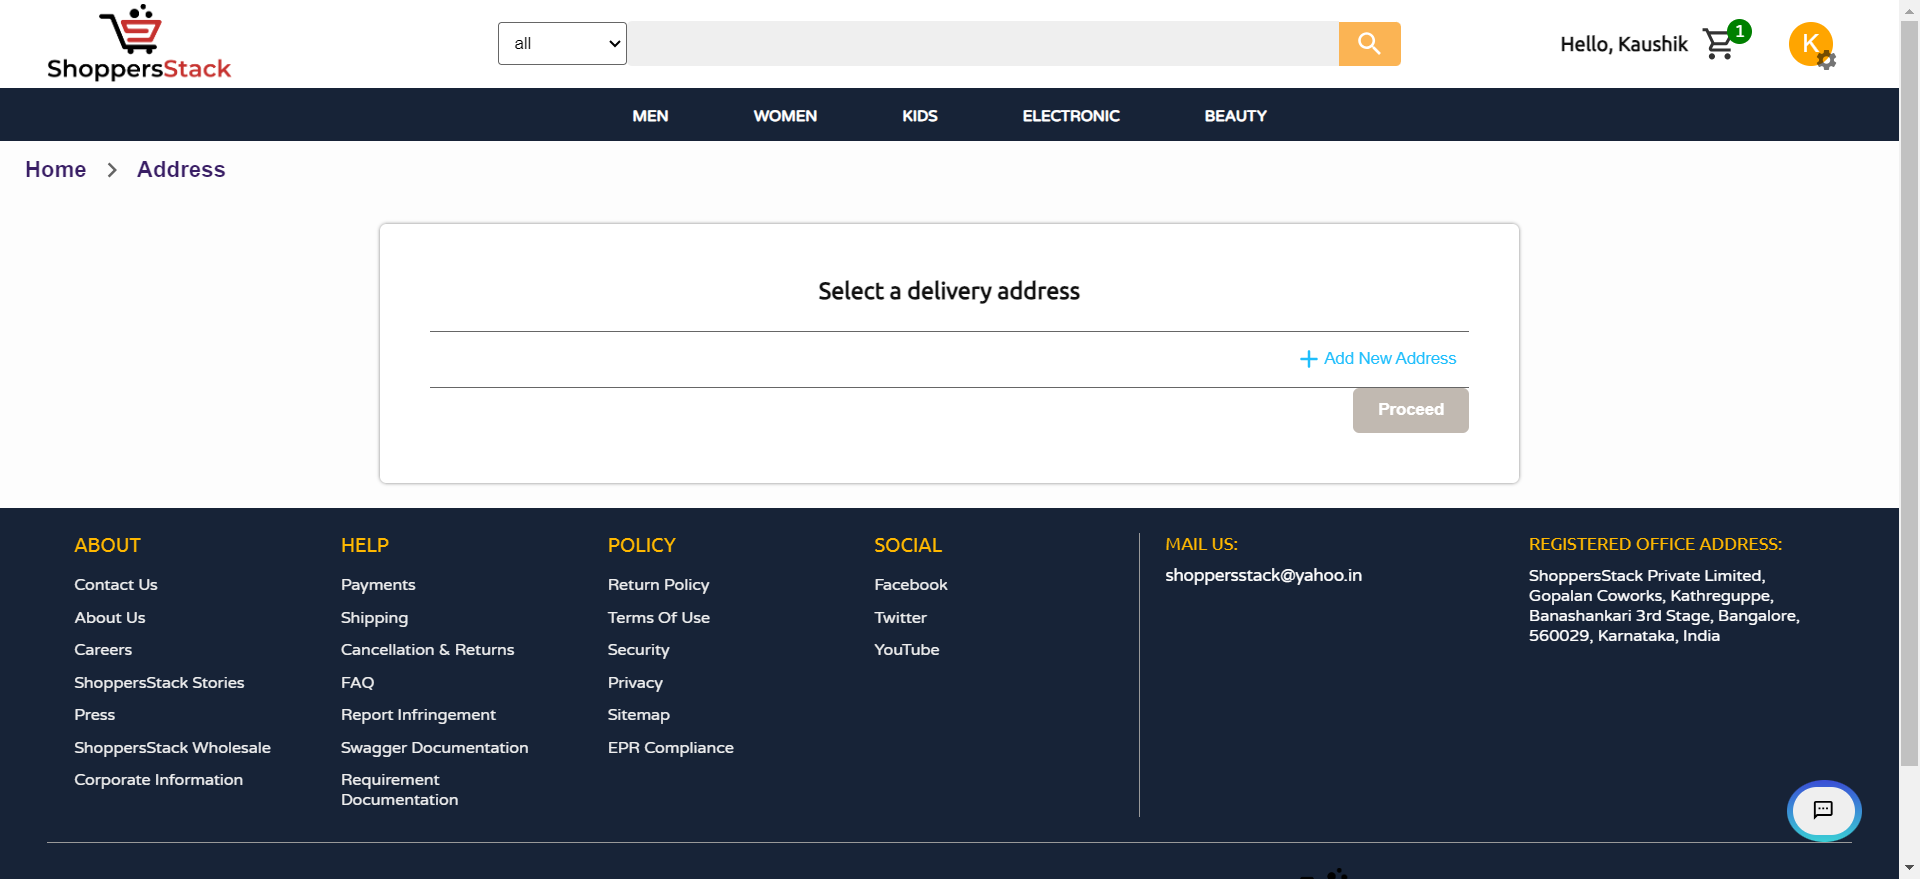 ShoppersStack
all
Hello, Kaushik
1
K
MEN WOMEN KIDS ELECTRONIC BEAUTY
Home > Address
Select a delivery address
+ Add New Address
Proceed
ABOUT
Contact Us
About Us
Careers
ShoppersStack Stories
Press
ShoppersStack Wholesale
Corporate Information
HELP
Payments
Shipping
Cancellation & Returns
FAQ
Report Infringement
Swagger Documentation
Requirement
Documentation
POLICY
Return Policy
Terms Of Use
Security
Privacy
Sitemap
EPR Compliance
SOCIAL
Facebook
Twitter
YouTube
MAIL US:
shoppersstack@yahoo.in
REGISTERED OFFICE ADDRESS:
ShoppersStack Private Limited,
Gopalan Coworks, Kathreguppe,
Banashankari 3rd Stage, Bangalore,
560029, Karnataka, India